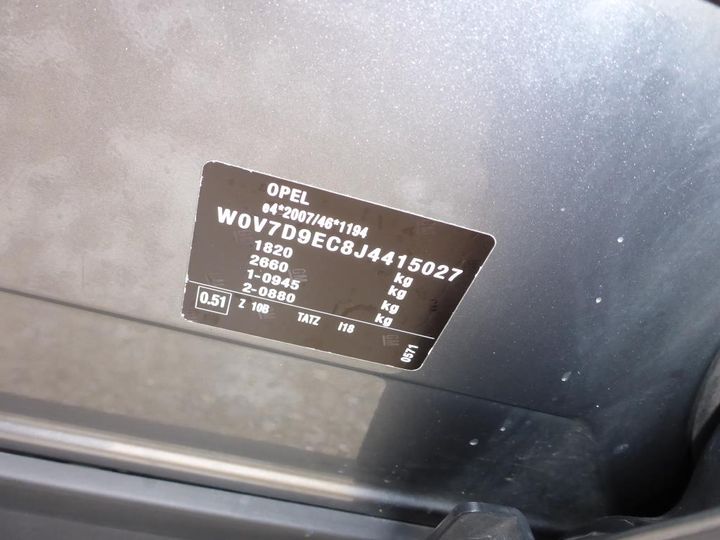 OPEL
e4*2007/46*1194
W0V7D9EC8J4415027
1820 kg
2660 kg
1-0945 kg
2-0880 kg
0.51 Z 10B TATZ I18 0571